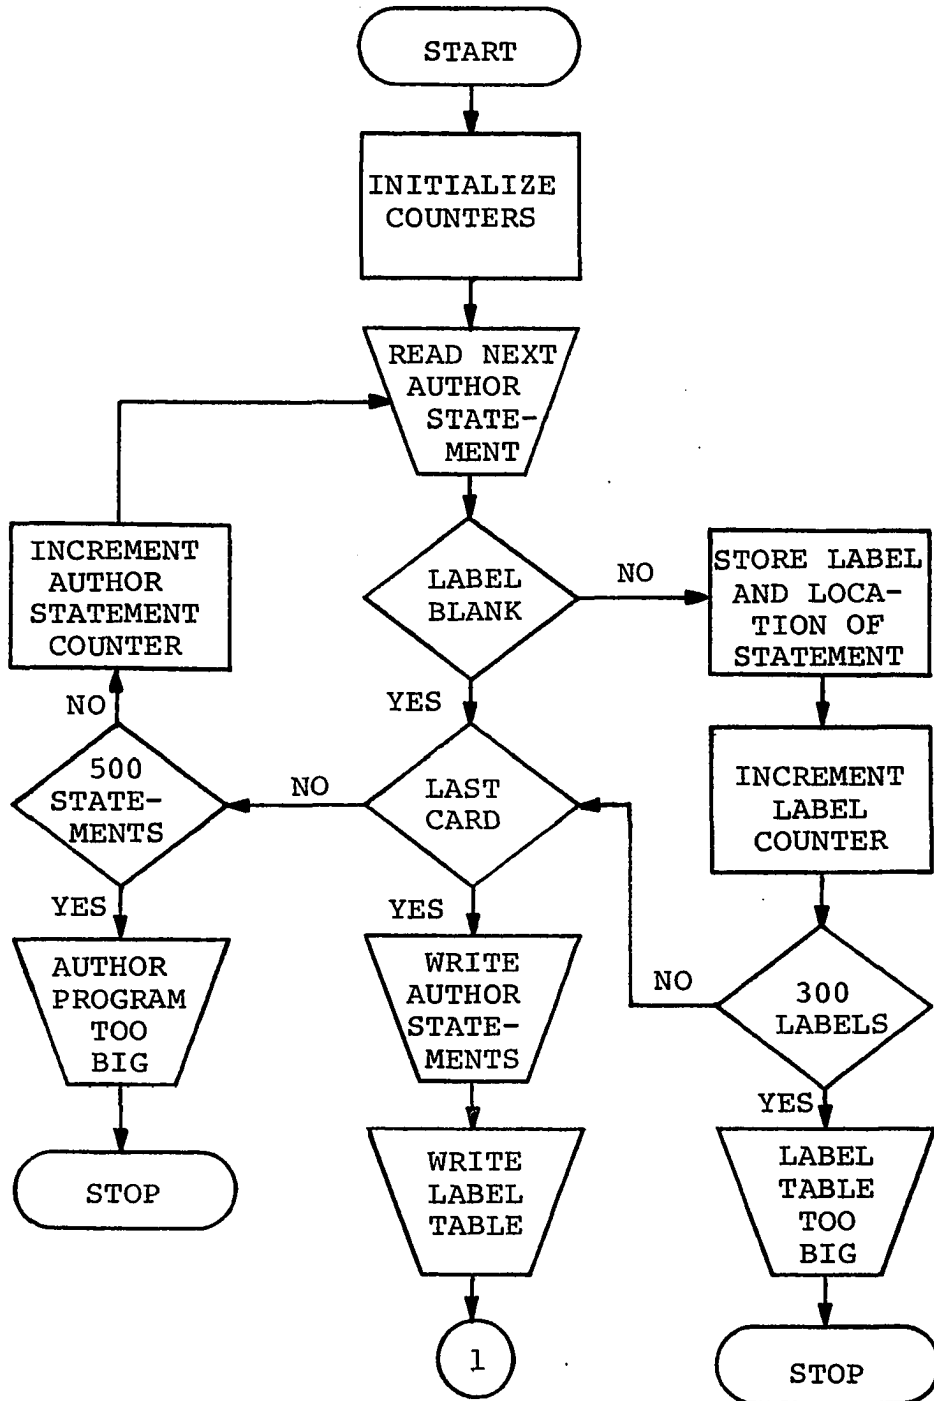 START
INITIALIZE
COUNTERS
READ NEXT
AUTHOR
STATE-
MENT
INCREMENT
AUTHOR
STATEMENT
COUNTER
LABEL
BLANK
NO
STORE LABEL
AND LOCA-
TION OF
STATEMENT
NO
YES
500
STATE-
MENTS
NO
LAST
CARD
INCREMENT
LABEL
COUNTER
YES
YES
AUTHOR
PROGRAM
TOO
BIG
WRITE
AUTHOR
STATE-
MENTS
NO
300
LABELS
YES
STOP
WRITE
LABEL
TABLE
LABEL
TABLE
TOO
BIG
1
STOP